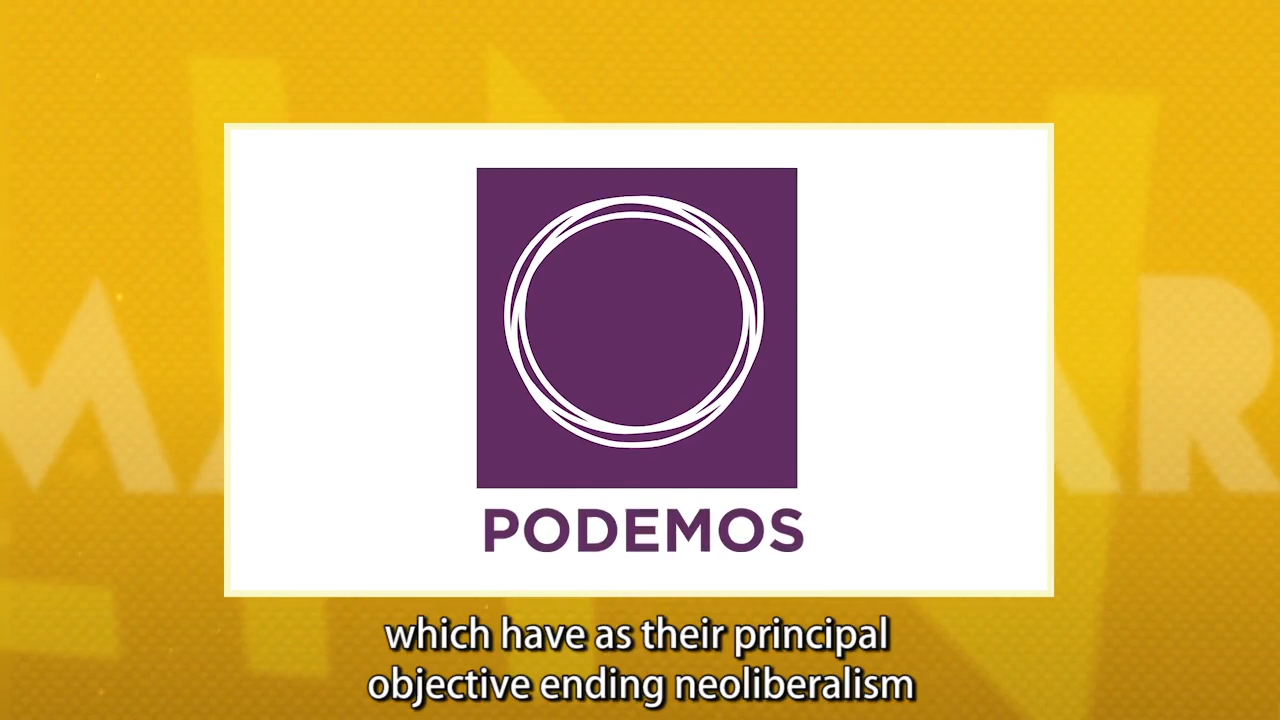 PODEMOS
which have as their principal
objective ending neoliberalism